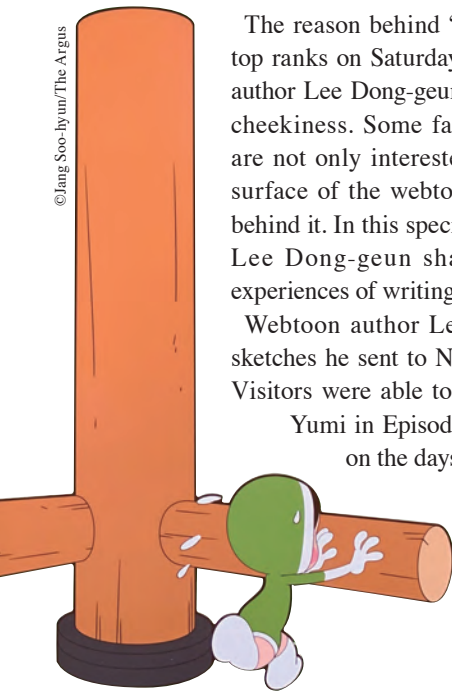 ©Jang Soo-hyun/The Argus
The reason behind ‘
top ranks on Saturday
author Lee Dong-geun
cheekiness. Some fa
are not only intereste
surface of the webto
behind it. In this speci
Lee Dong-geun sha
experiences of writing
Webtoon author Le
sketches he sent to N
Visitors were able to
Yumi in Episod
on the days